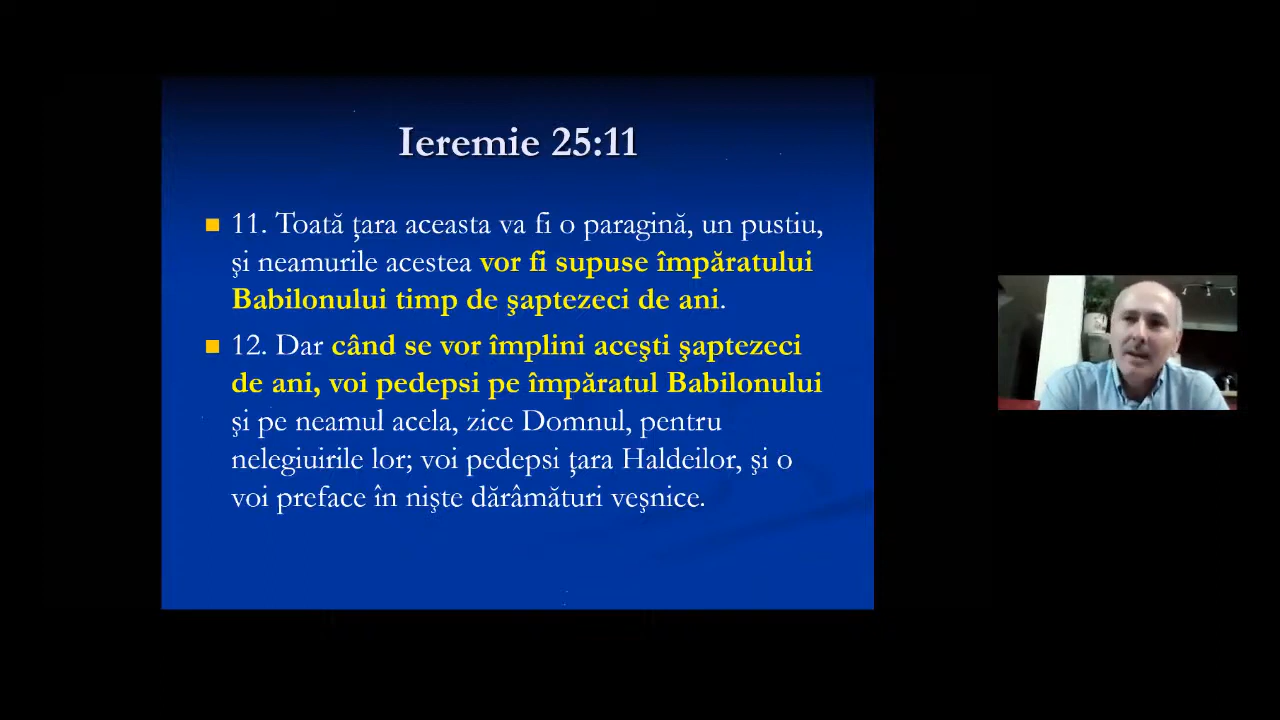 Ieremie 25:11
11. Toată ţara aceasta va fi o paragină, un pustiu,
şi neamurile acestea vor fi supuse împăratului
Babilonului timp de şaptezeci de ani.
12. Dar când se vor împlini aceşti şaptezeci
de ani, voi pedepsi pe împăratul Babilonului
şi pe neamul acela, zice Domnul, pentru
nelegiuirile lor; voi pedepsi ţara Haldeilor, şi o
voi preface în nişte dărâmături veşnice.